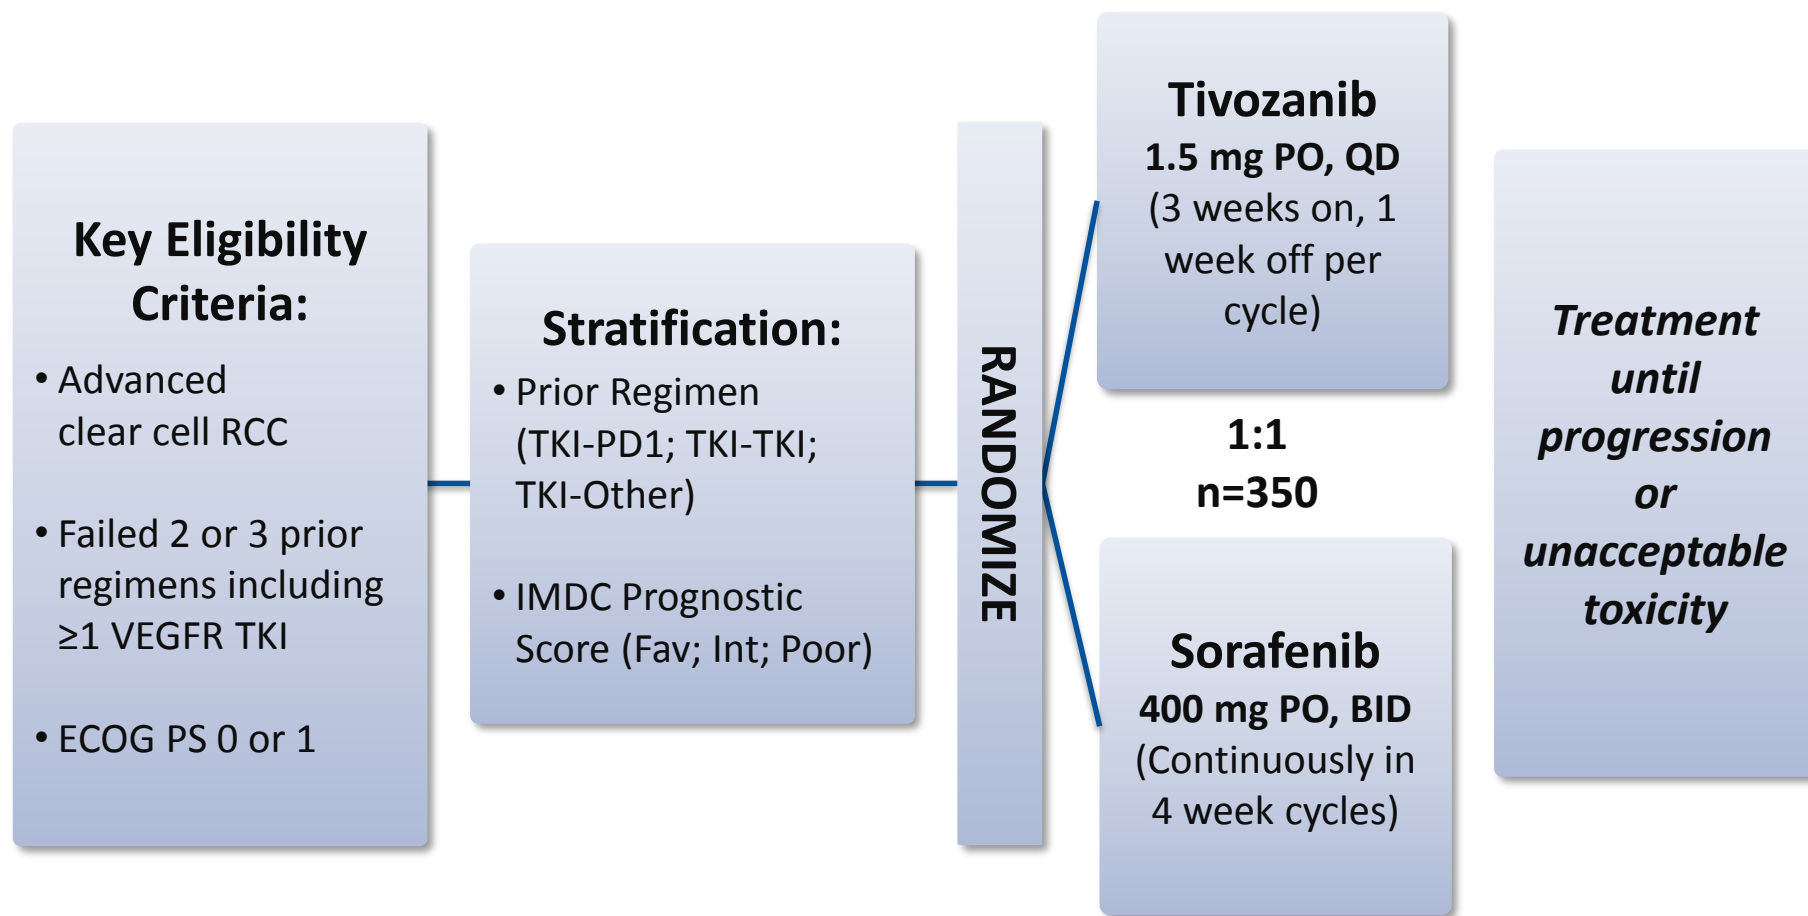 Key Eligibility
Criteria:
• Advanced
clear cell RCC
• Failed 2 or 3 prior
regimens including
≥1 VEGFR TKI
• ECOG PS 0 or 1
Stratification:
• Prior Regimen
(TKI-PD1; TKI-TKI;
TKI-Other)
• IMDC Prognostic
Score (Fav; Int; Poor)
RANDOMIZE
Tivozanib
1.5 mg PO, QD
(3 weeks on, 1
week off per
cycle)
1:1
n=350
Sorafenib
400 mg PO, BID
(Continuously in
4 week cycles)
Treatment
until
progression
or
unacceptable
toxicity